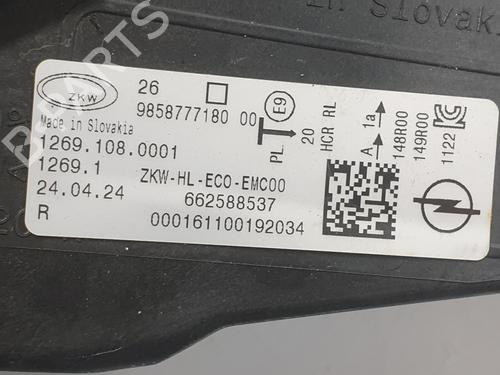 in Slovakia
ZKW
26
9858777180 00
E9
Made in Slovakia
1269.108.0001
1269.1
ZKW-HL-ECO-EMC00
24.04.24
662588537
R
000161100192034
PL
20
HCR RL
A
1a
148R00
149R00
1122
PARTS